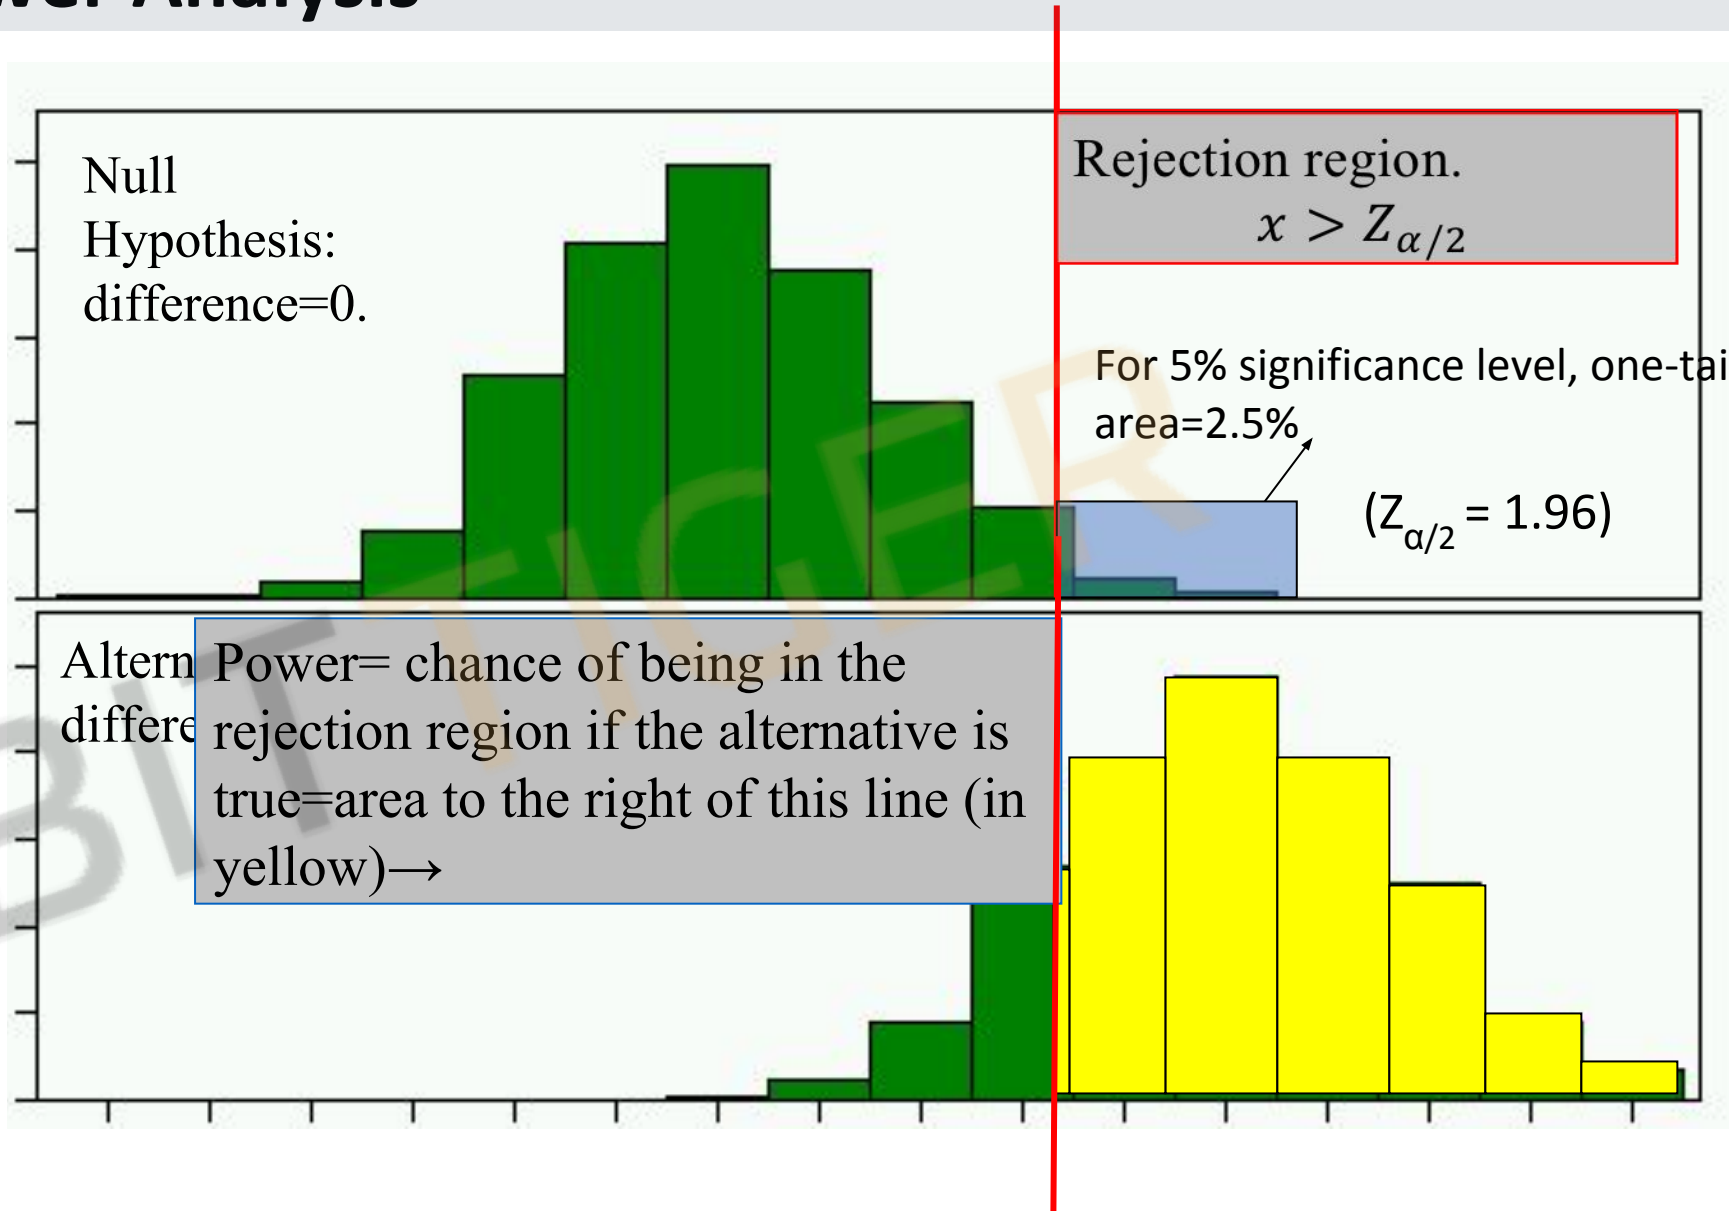 Analysis
Null
Hypothesis:
difference=0.
Rejection region.
x > Z α/2
For 5% significance level, one-tai
area=2.5%
(Z α/2 = 1.96)
Altern
differe
Power= chance of being in the
rejection region if the alternative is
true=area to the right of this line (in
yellow)→
BITTIGER